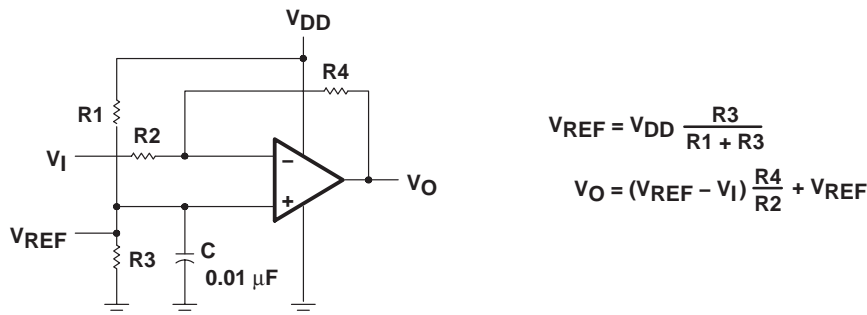 VDD
R4
R1
R2
VI
−
+
VO
VREF
R3
C
0.01 μF
VREF = VDD R3 / R1 + R3
VO = (VREF − VI) R4 / R2 + VREF